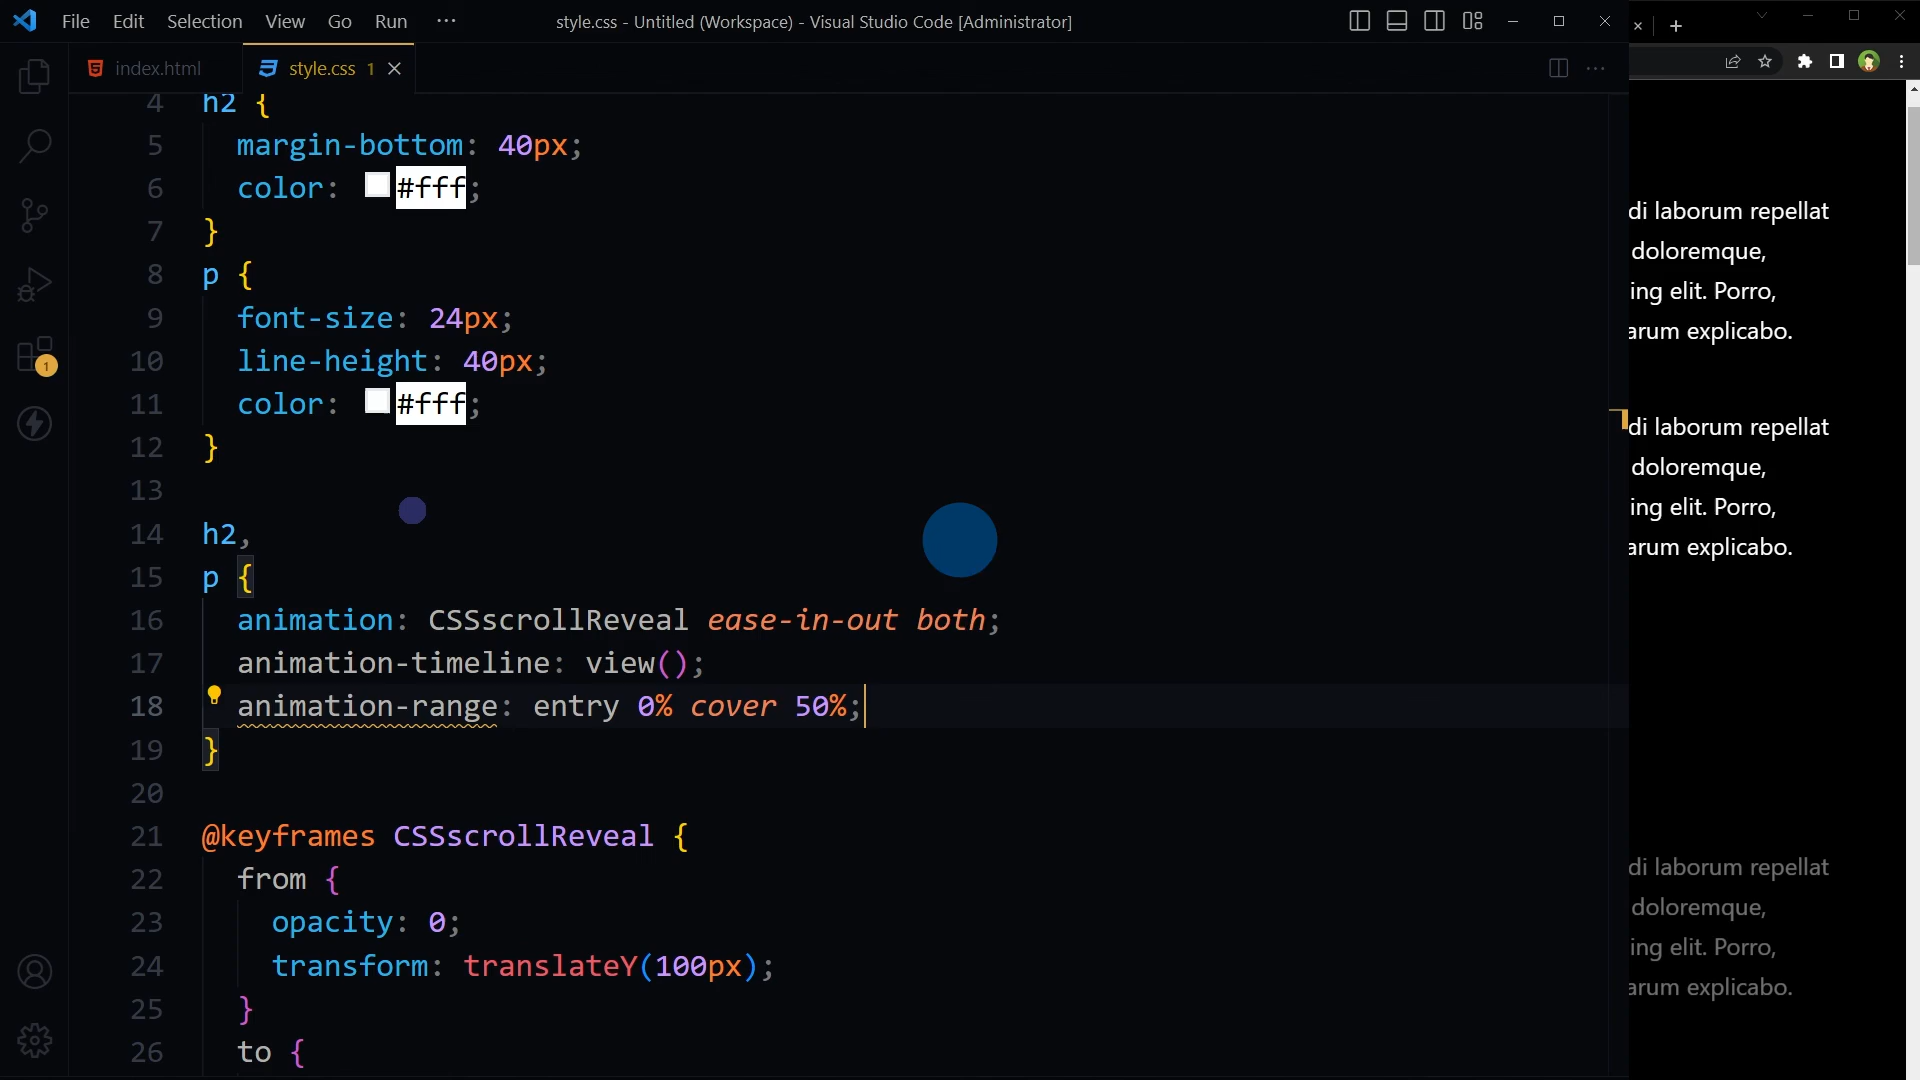 File Edit Selection View Go Run ···
style.css - Untitled (Workspace) - Visual Studio Code [Administrator]
index.html
style.css 1
4 h2 {
5 margin-bottom: 40px;
6 color: #fff;
7 }
8 p {
9 font-size: 24px;
10 line-height: 40px;
11 color: #fff;
12 }
13
14 h2,
15 p {
16 animation: CSSscrollReveal ease-in-out both;
17 animation-timeline: view();
18 animation-range: entry 0% cover 50%;
19 }
20
21 @keyframes CSSscrollReveal {
22 from {
23 opacity: 0;
24 transform: translateY(100px);
25 }
26 to {
1
di laborum repellat
doloremque,
ing elit. Porro,
arum explicabo.
di laborum repellat
doloremque,
ing elit. Porro,
arum explicabo.
di laborum repellat
doloremque,
ing elit. Porro,
arum explicabo.